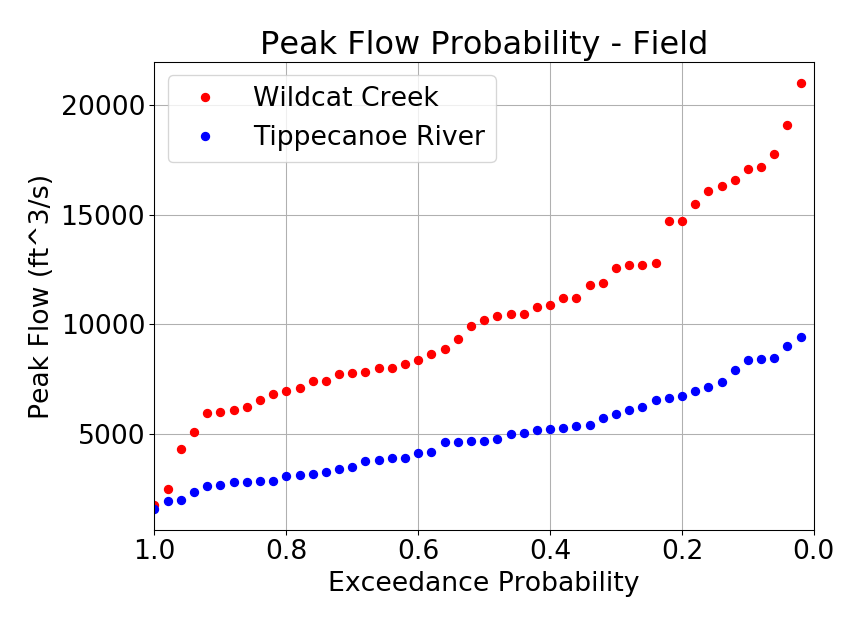 Peak Flow Probability - Field
Wildcat Creek
Tippecanoe River
Peak Flow (ft^3/s)
20000
15000
10000
5000
1.0 0.8 0.6 0.4 0.2 0.0
Exceedance Probability